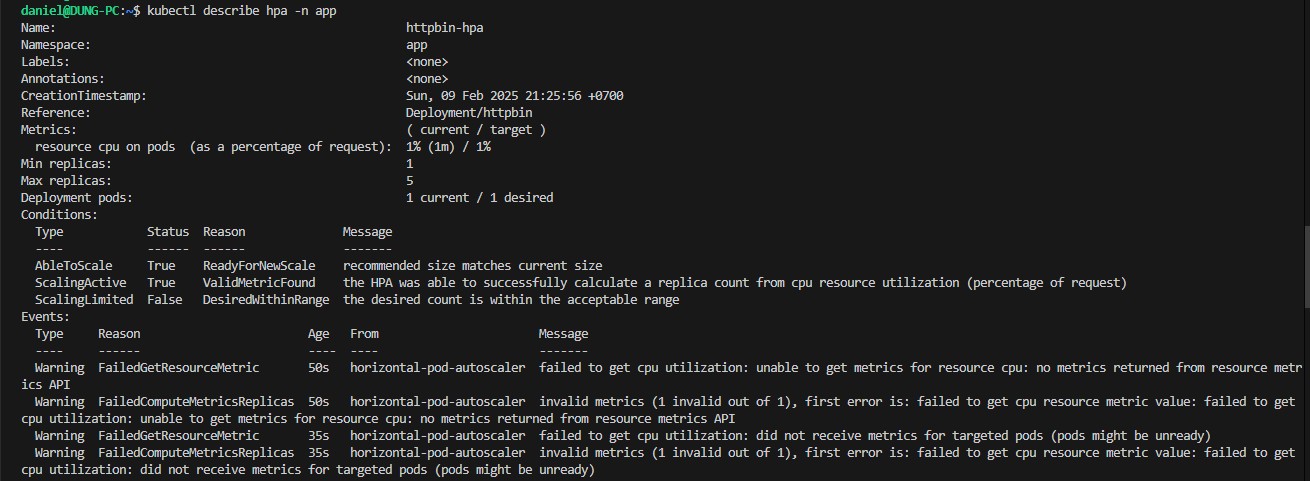 daniel@DUNG-PC:~$ kubectl describe hpa -n app
Name:                                                  httpbin-hpa
Namespace:                                             app
Labels:                                                <none>
Annotations:                                           <none>
CreationTimestamp:                                     Sun, 09 Feb 2025 21:25:56 +0700
Reference:                                             Deployment/httpbin
Metrics:                                               ( current / target )
  resource cpu on pods  (as a percentage of request):  1% (1m) / 1%
Min replicas:                                          1
Max replicas:                                          5
Deployment pods:                                       1 current / 1 desired
Conditions:
  Type            Status  Reason              Message
  ----            ------  ------              -------
  AbleToScale     True    ReadyForNewScale    recommended size matches current size
  ScalingActive   True    ValidMetricFound    the HPA was able to successfully calculate a replica count from cpu resource utilization (percentage of request)
  ScalingLimited  False   DesiredWithinRange  the desired count is within the acceptable range
Events:
  Type     Reason                        Age   From                       Message
  ----     ------                        ----  ----                       -------
  Warning  FailedGetResourceMetric       50s   horizontal-pod-autoscaler  failed to get cpu utilization: unable to get metrics for resource cpu: no metrics returned from resource metr
ics API
  Warning  FailedComputeMetricsReplicas  50s   horizontal-pod-autoscaler  invalid metrics (1 invalid out of 1), first error is: failed to get cpu resource metric value: failed to get
cpu utilization: unable to get metrics for resource cpu: no metrics returned from resource metrics API
  Warning  FailedGetResourceMetric       35s   horizontal-pod-autoscaler  failed to get cpu utilization: did not receive metrics for targeted pods (pods might be unready)
  Warning  FailedComputeMetricsReplicas  35s   horizontal-pod-autoscaler  invalid metrics (1 invalid out of 1), first error is: failed to get cpu resource metric value: failed to get
cpu utilization: did not receive metrics for targeted pods (pods might be unready)